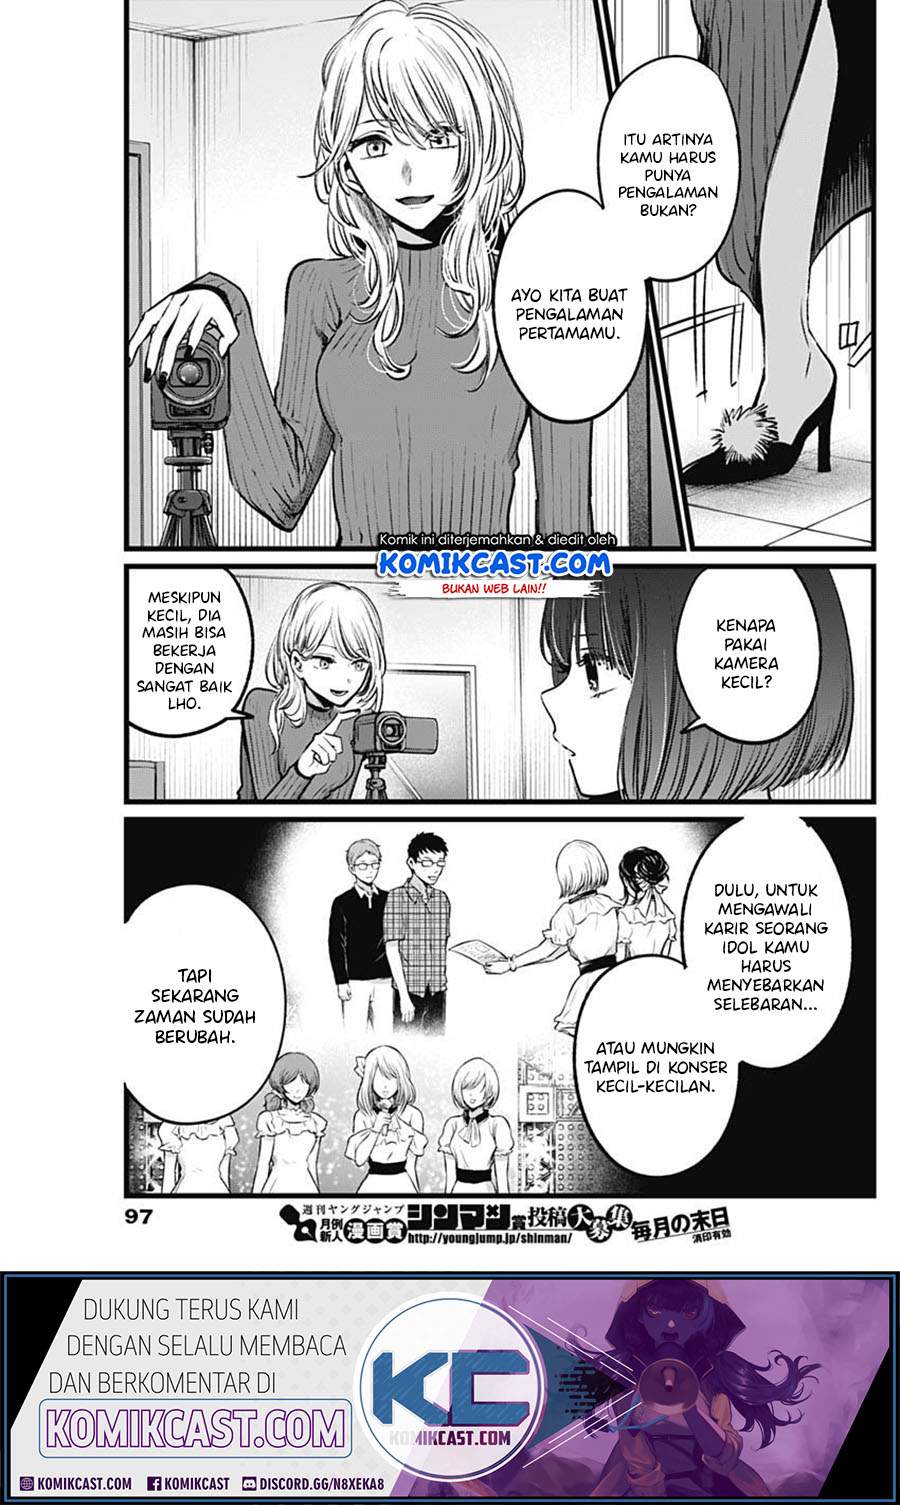 ITU ARTINYA
KAMU HARUS
PUNYA
PENGALAMAN
BUKAN?
AYO KITA BUAT
PENGALAMAN
PERTAMAMU.
Komik ini diterjemahkan & diedit oleh
KOMIKCAST.COM
BUKAN WEB LAIN!!
KENAPA
PAKAI
KAMERA
KECIL?
MESKIPUN
KECIL, DIA
MASIH BISA
BEKERJA
DENGAN
SANGAT BAIK
LHO.
DULU, UNTUK
MENGAWALI
KARIR SEORANG
IDOL KAMU
HARUS
MENYEBARKAN
SELEBARAN...
ATAU MUNGKIN
TAMPIL DI KONSER
KECIL-KECILAN.
TAPI
SEKARANG
ZAMAN SUDAH
BERUBAH.
97
週刊ヤングジャンプ
月例
新人
漫画賞
シンマン賞投稿大募集
毎月の末日
消印有効
http://youngjump.jp/shinman/
DUKUNG TERUS KAMI
DENGAN SELALU MEMBACA
DAN BERKOMENTAR DI
KOMIKCAST.COM
KC
KOMIKCAST.COM
KOMIKCAST.COM
KOMIKCAST
DISCORD.GG/N8XEKA8